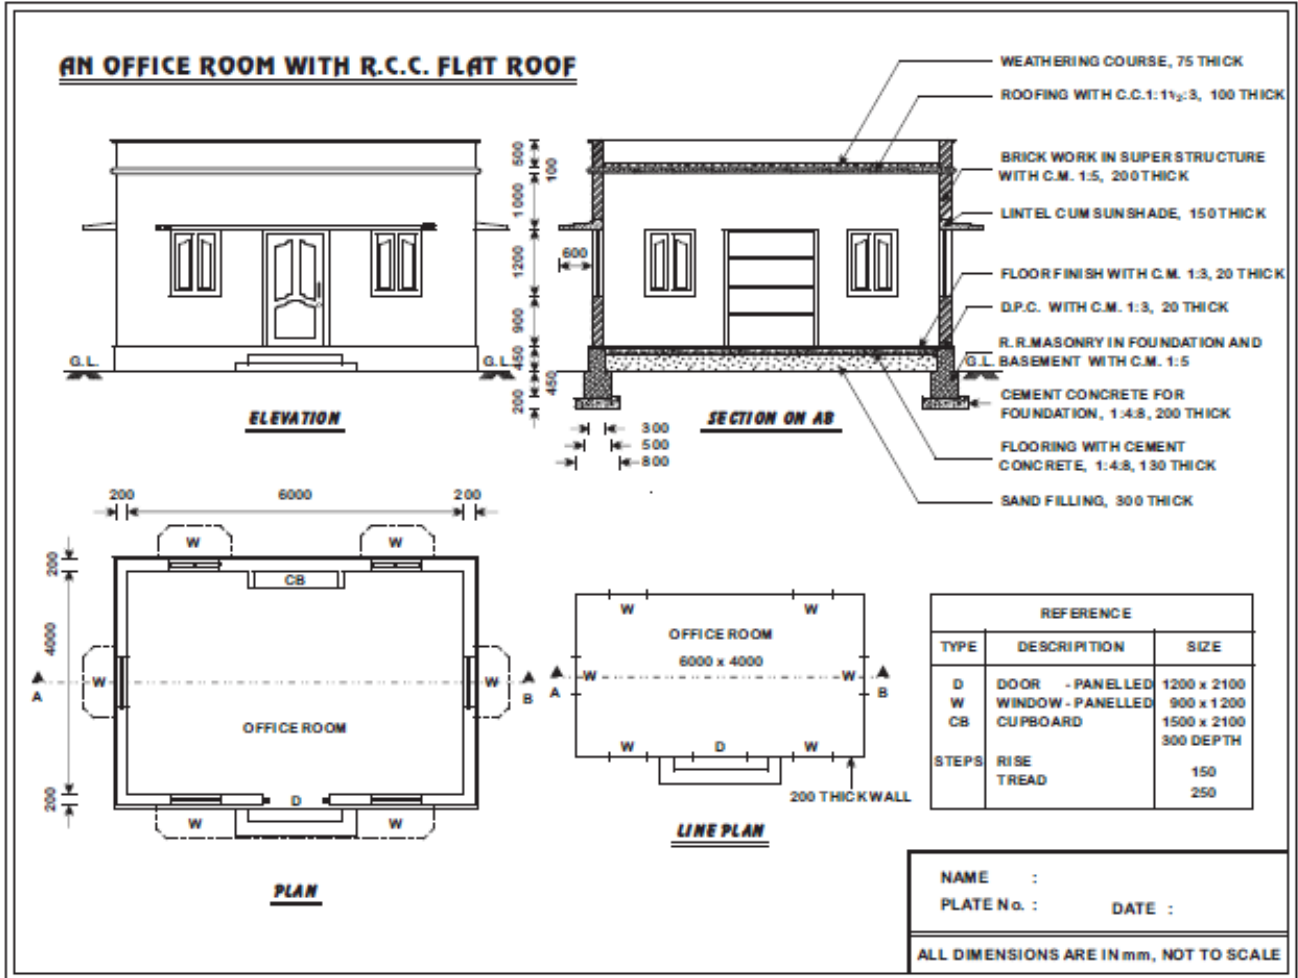 AN OFFICE ROOM WITH R.C.C. FLAT ROOF
WEATHERING COURSE, 75 THICK
ROOFING WITH C.C.1:1½:3, 100 THICK
BRICK WORK IN SUPER STRUCTURE
WITH C.M. 1:5, 200 THICK
LINTEL CUM SUNSHADE, 150 THICK
FLOOR FINISH WITH C.M. 1:3, 20 THICK
D.P.C. WITH C.M. 1:3, 20 THICK
R.R.MASONRY IN FOUNDATION AND
BASEMENT WITH C.M. 1:5
CEMENT CONCRETE FOR
FOUNDATION, 1:4:8, 200 THICK
FLOORING WITH CEMENT
CONCRETE, 1:4:8, 130 THICK
SAND FILLING, 300 THICK
500
100
1000
1200
900
450
450
200
600
G.L.
G.L.
G.L.
ELEVATION
SECTION ON AB
300
500
800
200
6000
200
W
W
CB
200
4000
200
A
W
W
B
OFFICE ROOM
D
W
W
PLAN
W
W
OFFICE ROOM
6000 x 4000
A
W
W
B
W
D
W
200 THICK WALL
LINE PLAN
REFERENCE
TYPE DESCRIPITION SIZE
D DOOR - PANELLED 1200 x 2100
W WINDOW - PANELLED 900 x 1200
CB CUPBOARD 1500 x 2100
300 DEPTH
STEPS RISE 150
TREAD 250
NAME :
PLATE No. : DATE :
ALL DIMENSIONS ARE IN mm, NOT TO SCALE